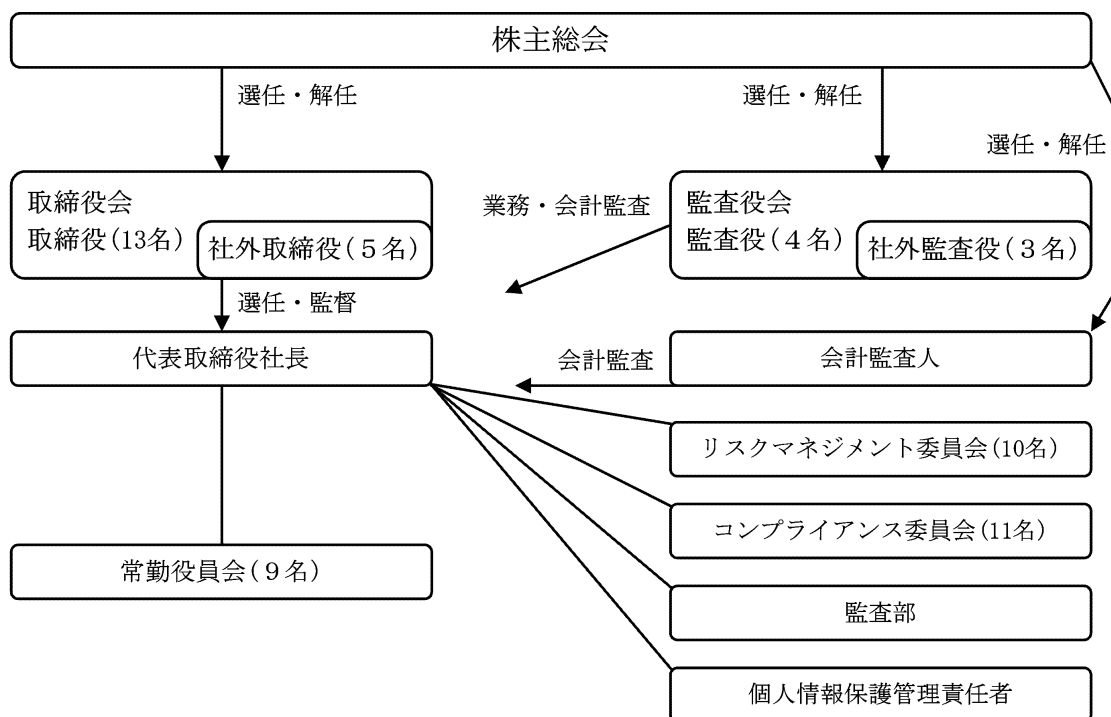 株主総会
選任・解任
選任・解任
選任・解任
取締役会
取締役(13名)
社外取締役(５名)
業務・会計監査
監査役会
監査役(４名)
社外監査役(３名)
選任・監督
代表取締役社長
会計監査
会計監査人
リスクマネジメント委員会(10名)
コンプライアンス委員会(11名)
常勤役員会(９名)
監査部
個人情報保護管理責任者